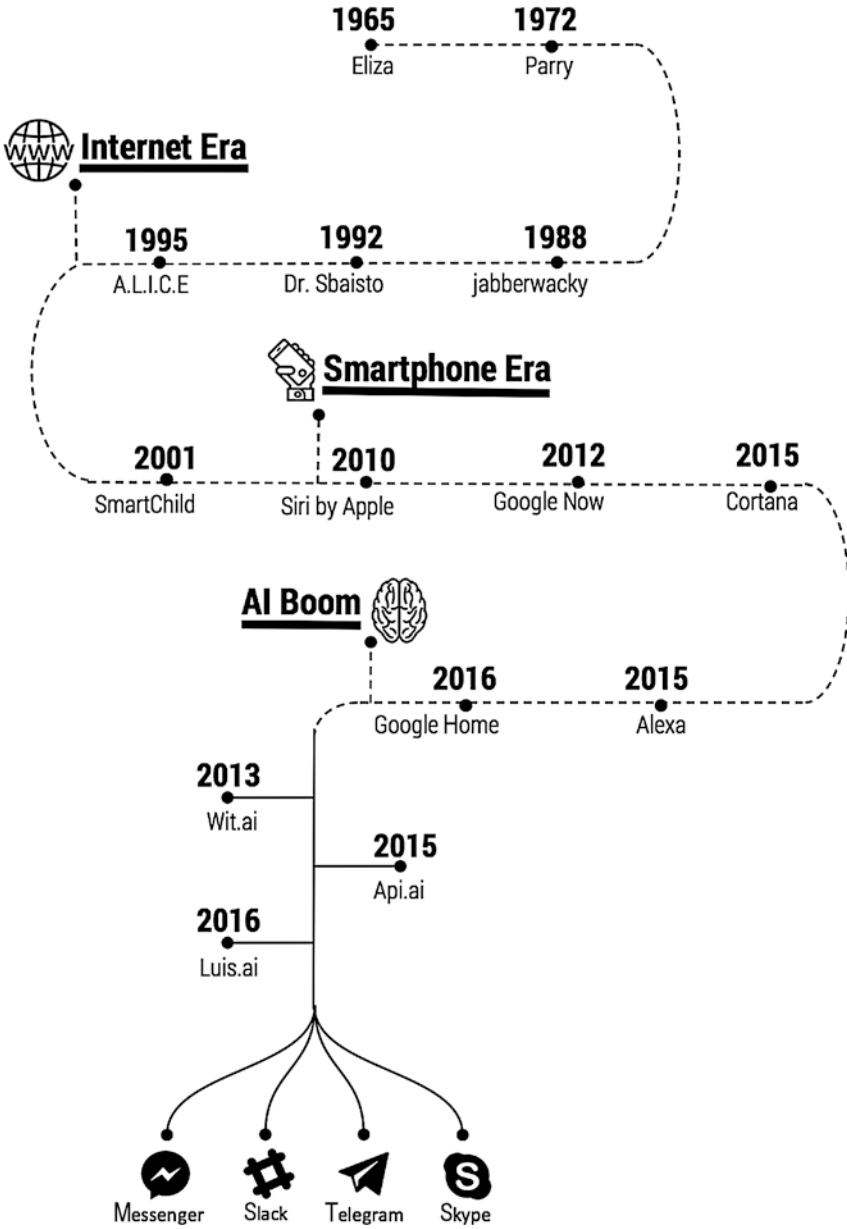 1965 1972
Eliza Parry
WWW Internet Era
1995 1992 1988
A.L.I.C.E Dr. Sbaisto jabberwacky
Smartphone Era
2001 2010 2012 2015
SmartChild Siri by Apple Google Now Cortana
AI Boom
2016 2015
Google Home Alexa
2013
Wit.ai
2015
Api.ai
2016
Luis.ai
S
Messenger Slack Telegram Skype